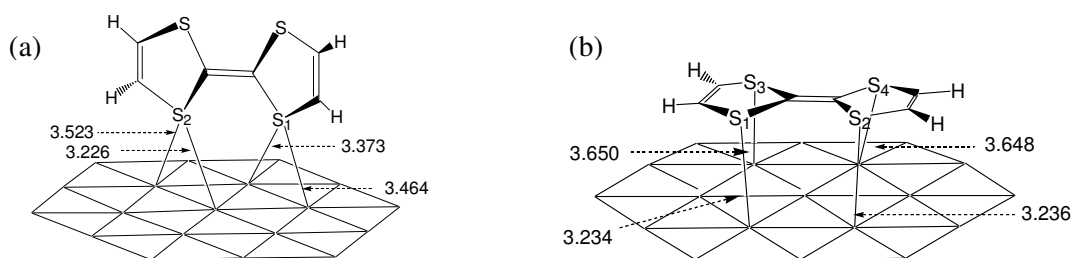 (a)
S S
H H
H H
S2 S1
3.523
3.226
3.373
3.464
(b)
H S3 S4
H H
S1 S2 H
3.650
3.648
3.234
3.236